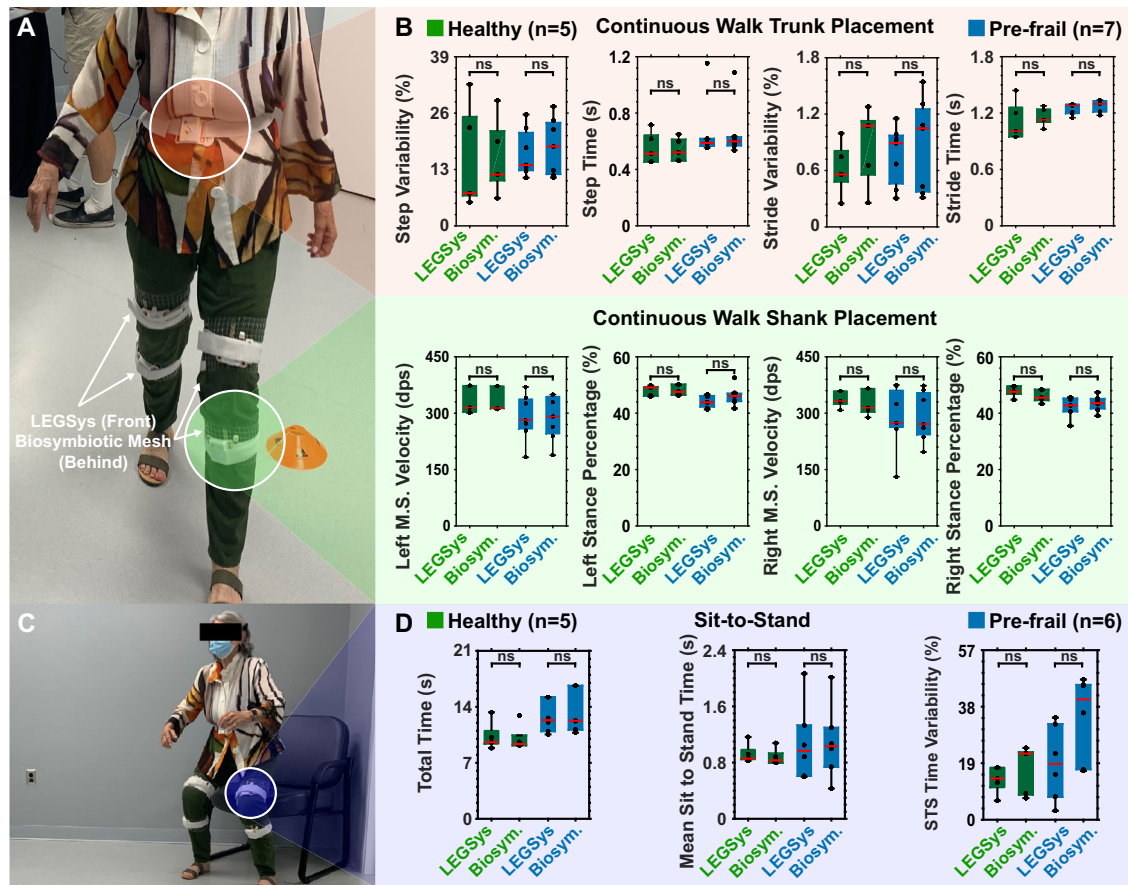 A
LEGSys (Front)
Biosymbiotic Mesh
(Behind)
B
Healthy (n=5)
Continuous Walk Trunk Placement
Pre-frail (n=7)
Step Variability (%)
39
26
13
0
ns
ns
LEGSys
Biosym.
LEGSys
Biosym.
Step Time (s)
1.2
0.8
0.4
0
ns
ns
LEGSys
Biosym.
LEGSys
Biosym.
Stride Variability (%)
1.8
1.2
0.6
0
ns
ns
LEGSys
Biosym.
LEGSys
Biosym.
Stride Time (s)
1.8
1.2
0.6
0
ns
ns
LEGSys
Biosym.
LEGSys
Biosym.
Continuous Walk Shank Placement
Left M.S. Velocity (dps)
450
300
150
0
ns
ns
LEGSys
Biosym.
LEGSys
Biosym.
Left Stance Percentage (%)
60
40
20
0
ns
ns
LEGSys
Biosym.
LEGSys
Biosym.
Right M.S. Velocity (dps)
450
300
150
0
ns
ns
LEGSys
Biosym.
LEGSys
Biosym.
Right Stance Percentage (%)
60
40
20
0
ns
ns
LEGSys
Biosym.
LEGSys
Biosym.
C
D
Healthy (n=5)
Sit-to-Stand
Pre-frail (n=6)
Total Time (s)
21
14
7
0
ns
ns
LEGSys
Biosym.
LEGSys
Biosym.
Mean Sit to Stand Time (s)
2.4
1.6
0.8
0
ns
ns
LEGSys
Biosym.
LEGSys
Biosym.
STS Time Variability (%)
57
38
19
0
ns
ns
LEGSys
Biosym.
LEGSys
Biosym.